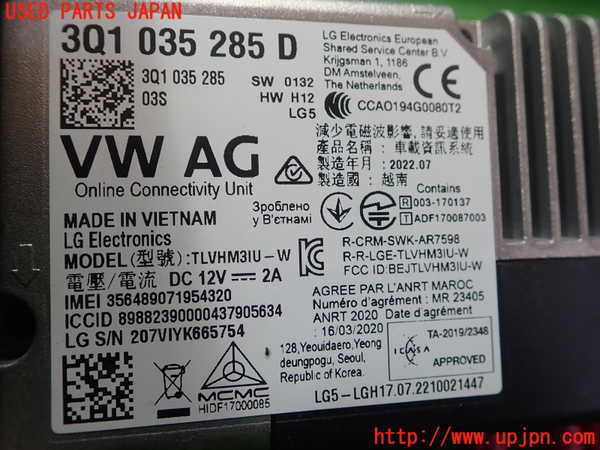 USED PARTS JAPAN
3Q1 035 285 D
3Q1 035 285
03S
SW 0132
HW H12
LG5
LG Electronics European
Shared Service Center B.V
Krijgsman 1, 1186
DM Amstelveen,
The Netherlands
CE
CCAO194G0080T2
VW AG
Online Connectivity Unit
減少電磁波影響,請妥適使用
產品名稱: 車載資訊系統
製造年月: 2022.07
製造國: 越南
MADE IN VIETNAM
LG Electronics
Зроблено
у В'єтнамі
Contains
R 003-170137
T ADF170087003
MODEL(型號): TLVHM3IU-W
電壓/電流 DC 12V 2A
IMEI 356489071954320
ICCID 89882390000437905634
LG S/N 207VIYK665754
R-CRM-SWK-AR7598
R-R-LGE-TLVHM3IU-W
FCC ID:BEJTLVHM3IU-W
AGREE PAR L'ANRT MAROC
Numéro d'agrément : MR 23405
ANRT 2020 Date d'agrément
: 16/03/2020
128,Yeouidaero,Yeong
deungpogu, Seoul,
Republic of Korea.
ICASA
TA-2019/2348
APPROVED
MCMC
HIDF17000085
LG5-LGH17.07.2210021447
http://www.upjpn.com/